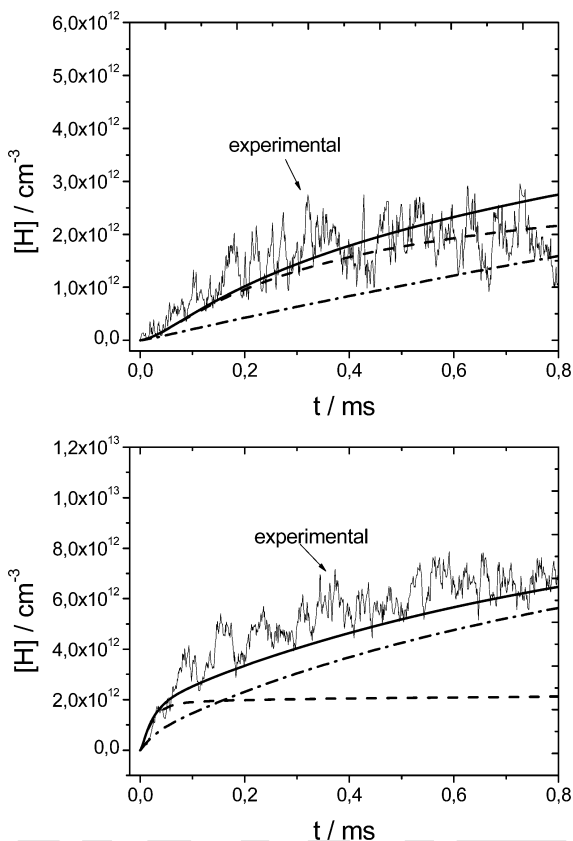 6,0x10¹²
5,0x10¹²
4,0x10¹²
3,0x10¹²
2,0x10¹²
1,0x10¹²
0,0
[H] / cm⁻³
experimental
0,0 0,2 0,4 0,6 0,8
t / ms
1,2x10¹³
1,0x10¹³
8,0x10¹²
6,0x10¹²
4,0x10¹²
2,0x10¹²
0,0
[H] / cm⁻³
experimental
0,0 0,2 0,4 0,6 0,8
t / ms